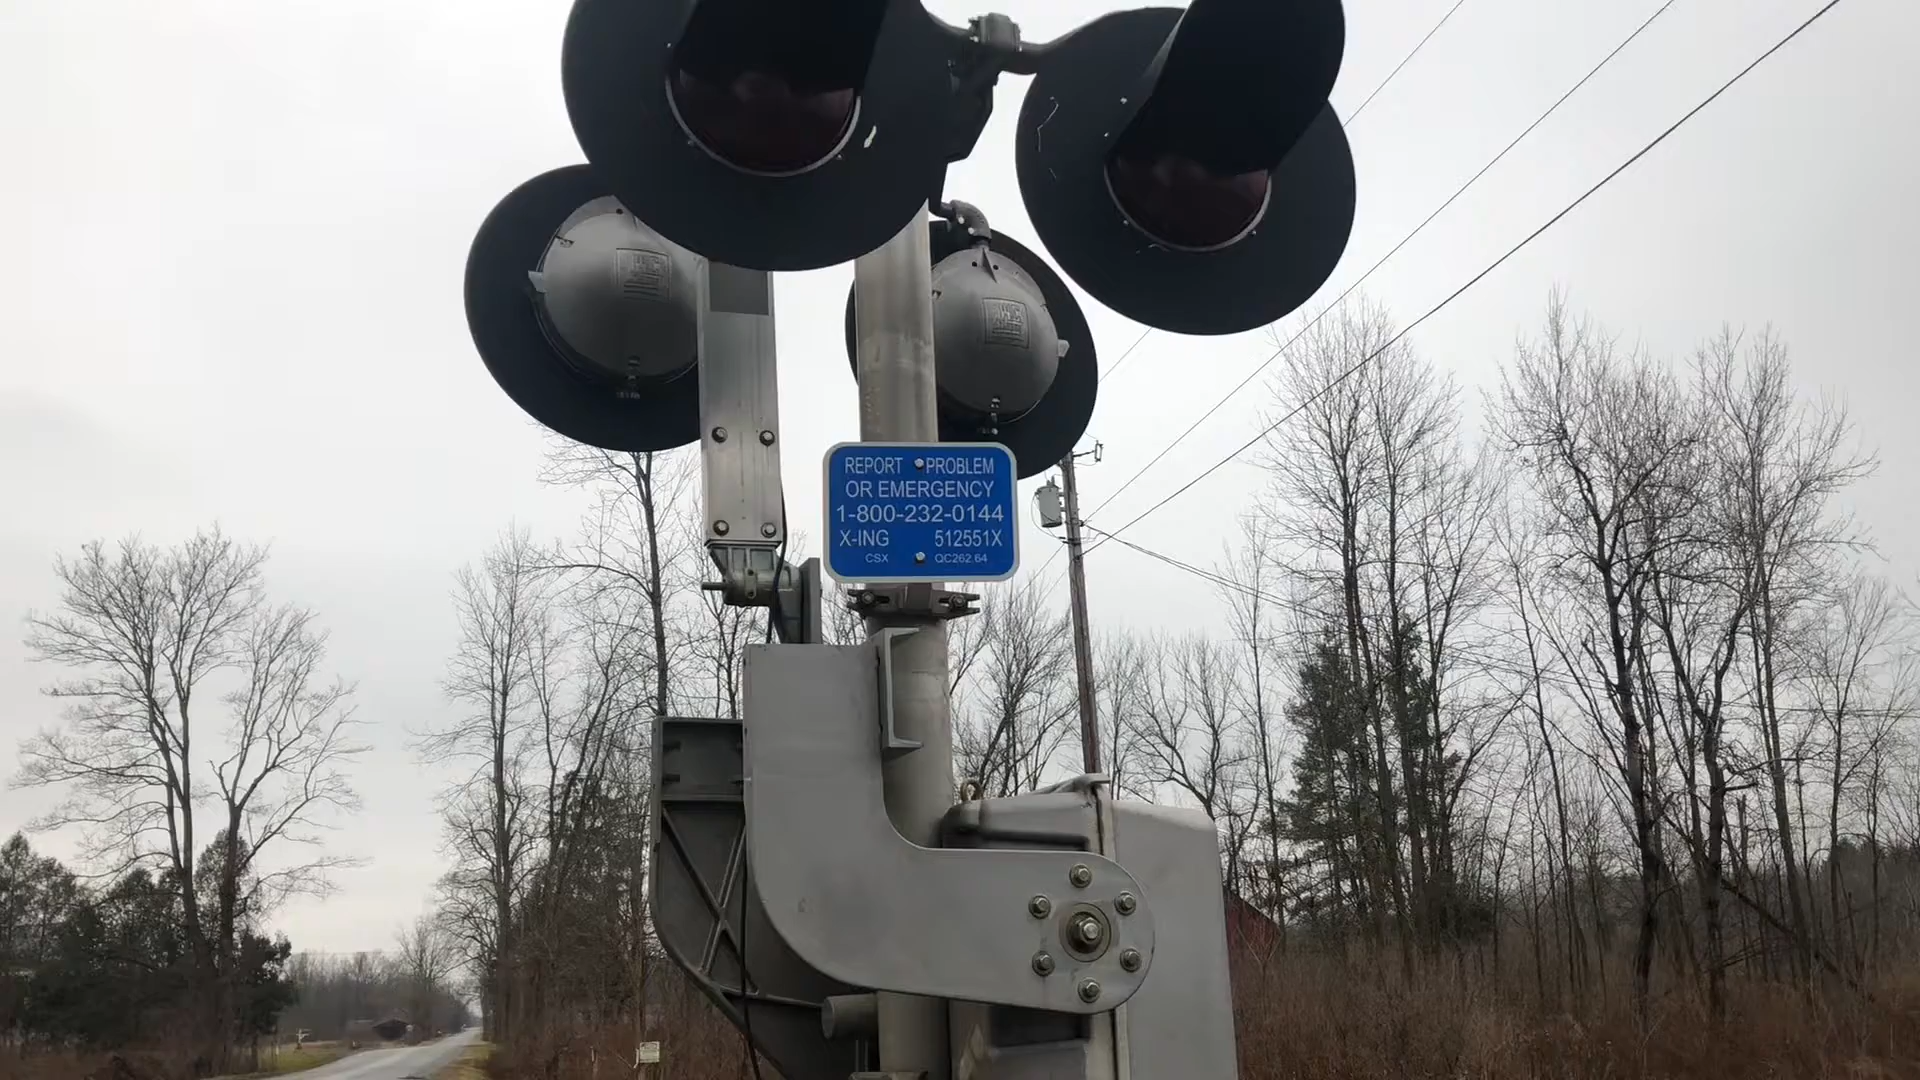 REPORT PROBLEM
OR EMERGENCY
1-800-232-0144
X-ING 512551X
CSX QC262.64